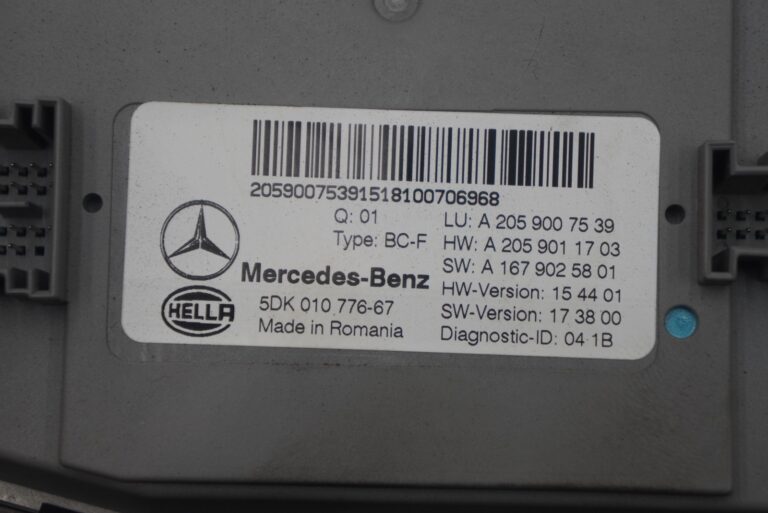 20590075391518100706968
Q: 01
Type: BC-F
LU: A 205 900 75 39
HW: A 205 901 17 03
SW: A 167 902 58 01
HW-Version: 15 44 01
SW-Version: 17 38 00
Diagnostic-ID: 04 1B
Mercedes-Benz
HELLA
5DK 010 776-67
Made in Romania